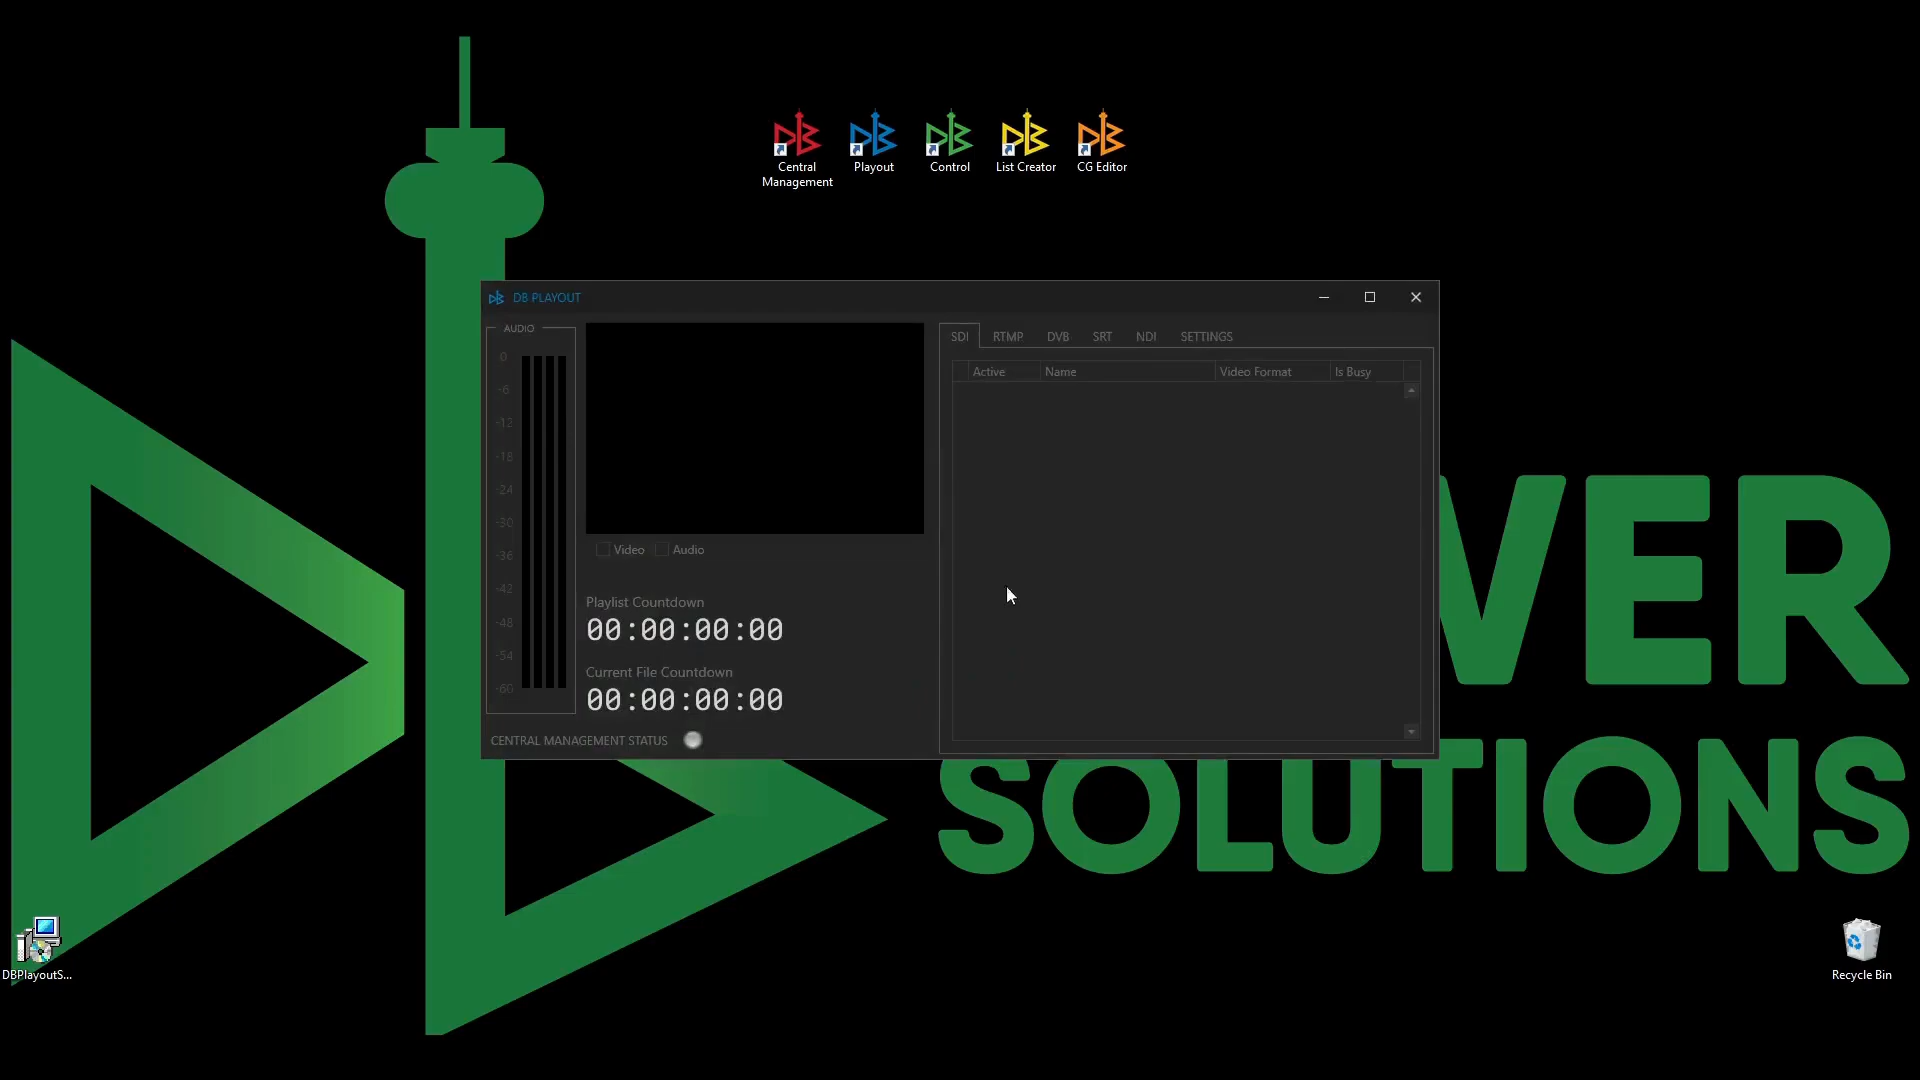 Central
Management
Playout
Control
List Creator
CG Editor
DB PLAYOUT
AUDIO
0
-6
-12
-18
-24
-30
-36
-42
-48
-54
-60
Video
Audio
Playlist Countdown
00:00:00:00
Current File Countdown
00:00:00:00
CENTRAL MANAGEMENT STATUS
SDI RTMP DVB SRT NDI SETTINGS
Active Name Video Format Is Busy
WER
SOLUTIONS
DBPlayoutS...
Recycle Bin